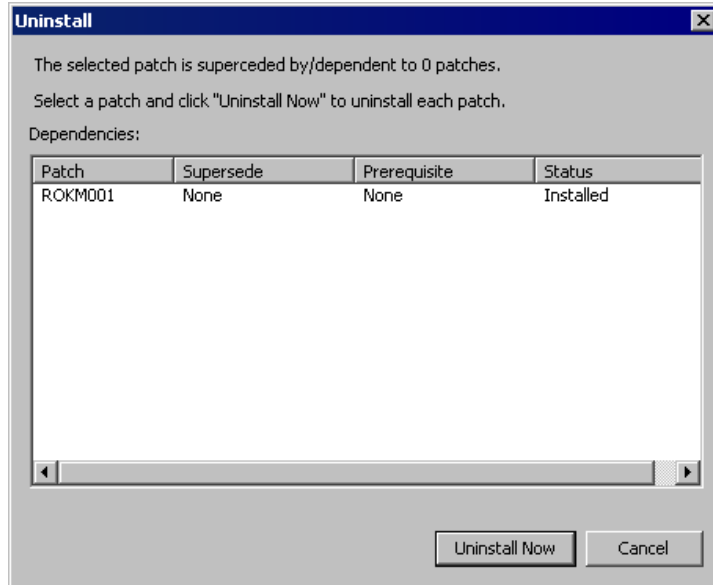 Uninstall
The selected patch is superceded by/dependent to 0 patches.
Select a patch and click "Uninstall Now" to uninstall each patch.
Dependencies:
Patch Supersede Prerequisite Status
ROKM001 None None Installed
Uninstall Now Cancel